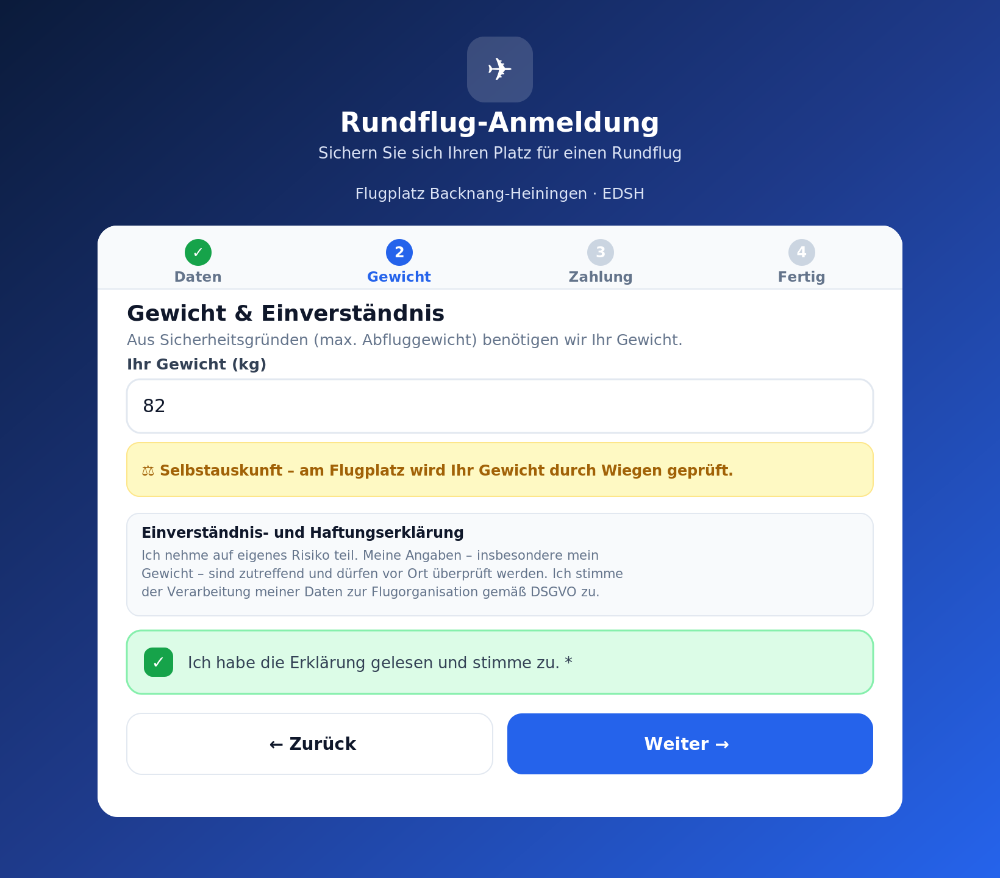 Rundflug-Anmeldung
Sichern Sie sich Ihren Platz für einen Rundflug
Flugplatz Backnang-Heiningen · EDSH
✓ 2 3 4
Daten Gewicht Zahlung Fertig
Gewicht & Einverständnis
Aus Sicherheitsgründen (max. Abfluggewicht) benötigen wir Ihr Gewicht.
Ihr Gewicht (kg)
82
⚖ Selbstauskunft – am Flugplatz wird Ihr Gewicht durch Wiegen geprüft.
Einverständnis- und Haftungserklärung
Ich nehme auf eigenes Risiko teil. Meine Angaben – insbesondere mein
Gewicht – sind zutreffend und dürfen vor Ort überprüft werden. Ich stimme
der Verarbeitung meiner Daten zur Flugorganisation gemäß DSGVO zu.
✓ Ich habe die Erklärung gelesen und stimme zu. *
← Zurück
Weiter →